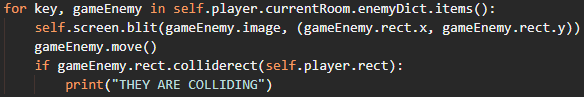 for key, gameEnemy in self.player.currentRoom.enemyDict.items():
    self.screen.blit(gameEnemy.image, (gameEnemy.rect.x, gameEnemy.rect.y))
    gameEnemy.move()
    if gameEnemy.rect.colliderect(self.player.rect):
        print("THEY ARE COLLIDING")